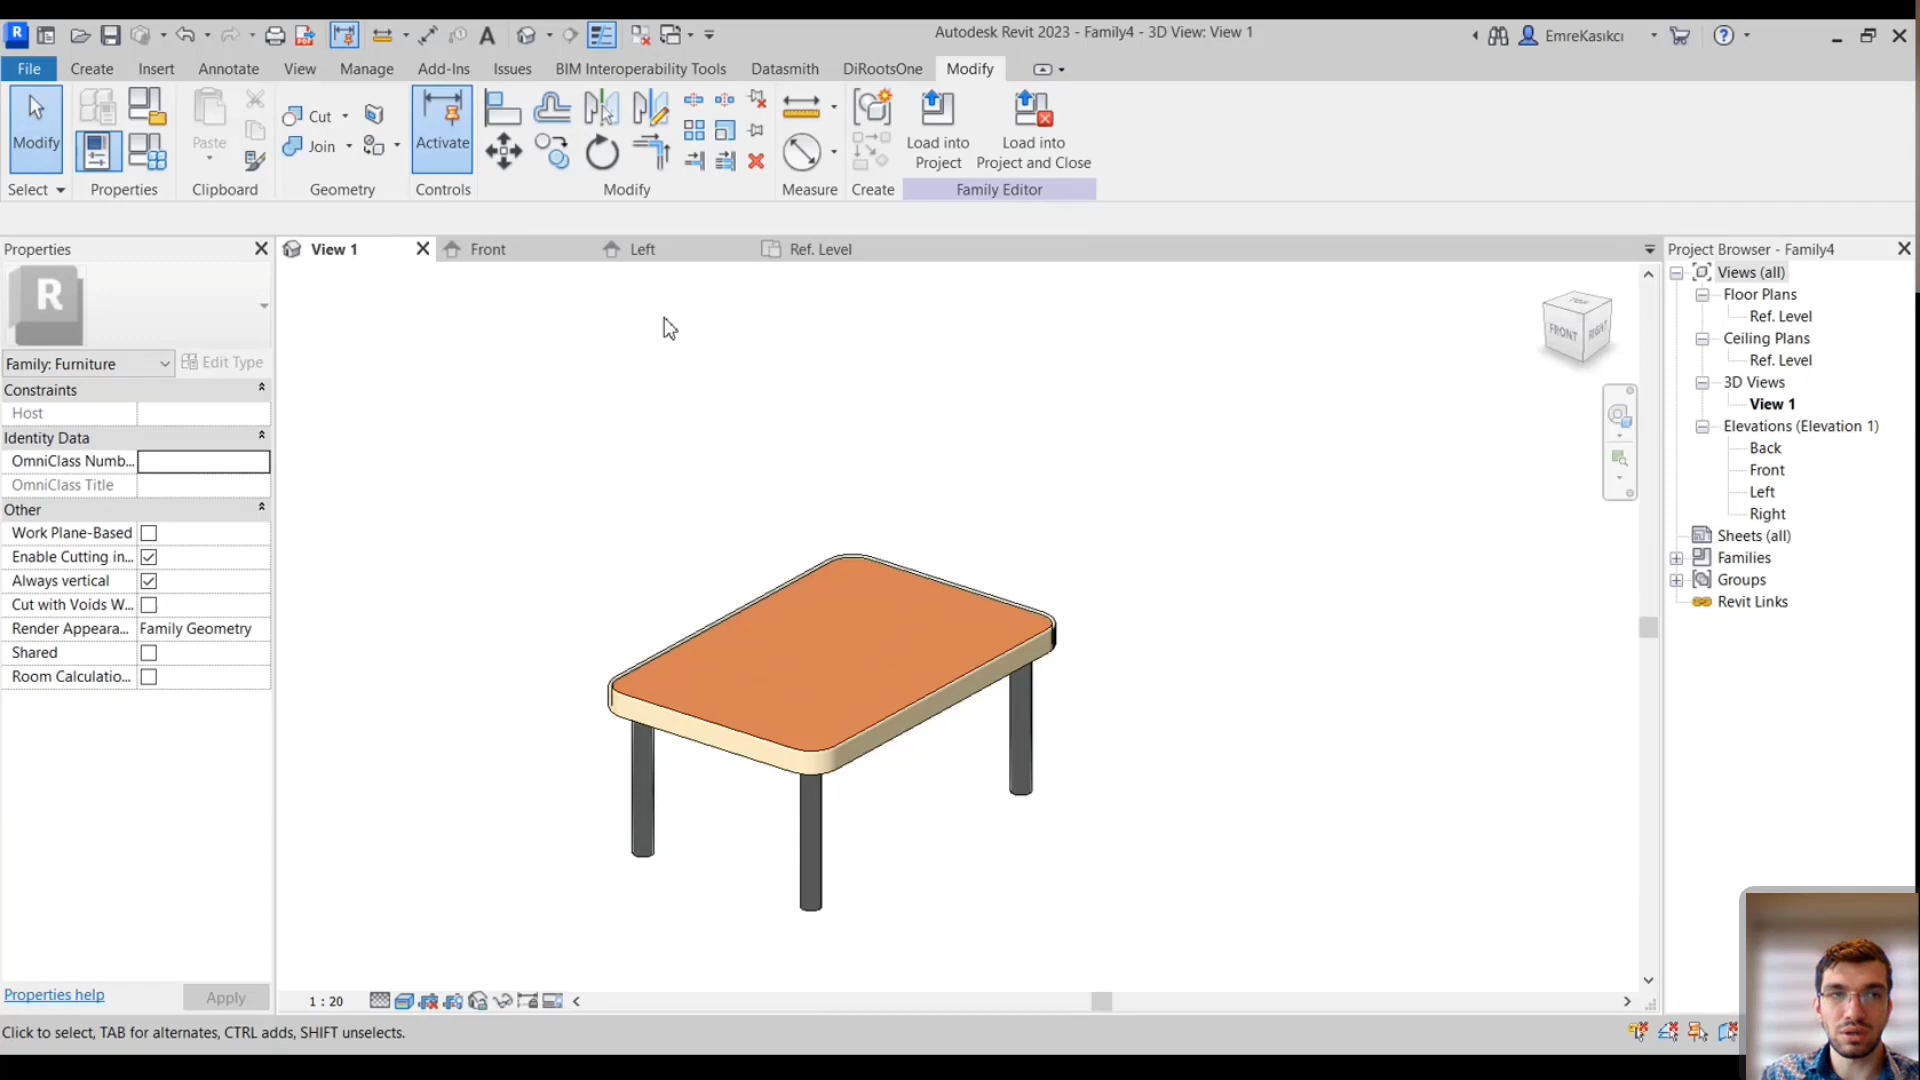 Autodesk Revit 2023 - Family4 - 3D View: View 1
EmreKasıkcı
File Create Insert Annotate View Manage Add-Ins Issues BIM Interoperability Tools Datasmith DiRootsOne Modify
Modify
Paste
Cut
Join
Activate
Load into Project
Load into Project and Close
Select Properties Clipboard Geometry Controls Modify Measure Create Family Editor
Properties
View 1 Front Left Ref. Level
Project Browser - Family4
R
Family: Furniture
Edit Type
Constraints
Host
Identity Data
OmniClass Numb...
OmniClass Title
Other
Work Plane-Based
Enable Cutting in...
Always vertical
Cut with Voids W...
Render Appeara... Family Geometry
Shared
Room Calculatio...
Properties help
Apply
TOP
FRONT RIGHT
Views (all)
Floor Plans
Ref. Level
Ceiling Plans
Ref. Level
3D Views
View 1
Elevations (Elevation 1)
Back
Front
Left
Right
Sheets (all)
Families
Groups
Revit Links
1 : 20
Click to select, TAB for alternates, CTRL adds, SHIFT unselects.